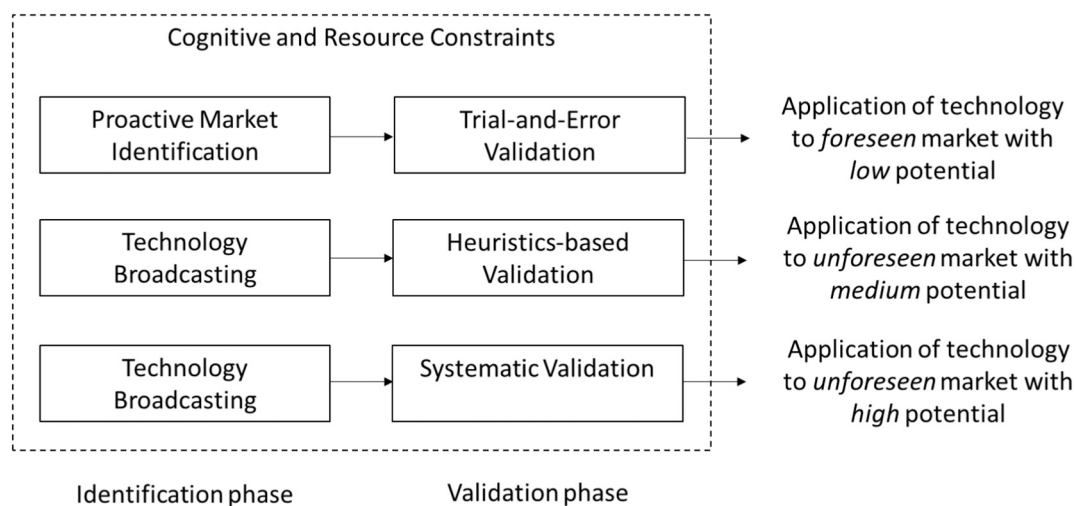 Cognitive and Resource Constraints
Proactive Market
Identification
Trial-and-Error
Validation
Application of technology
to foreseen market with
low potential
Technology
Broadcasting
Heuristics-based
Validation
Application of technology
to unforeseen market with
medium potential
Technology
Broadcasting
Systematic Validation
Application of technology
to unforeseen market with
high potential
Identification phase
Validation phase